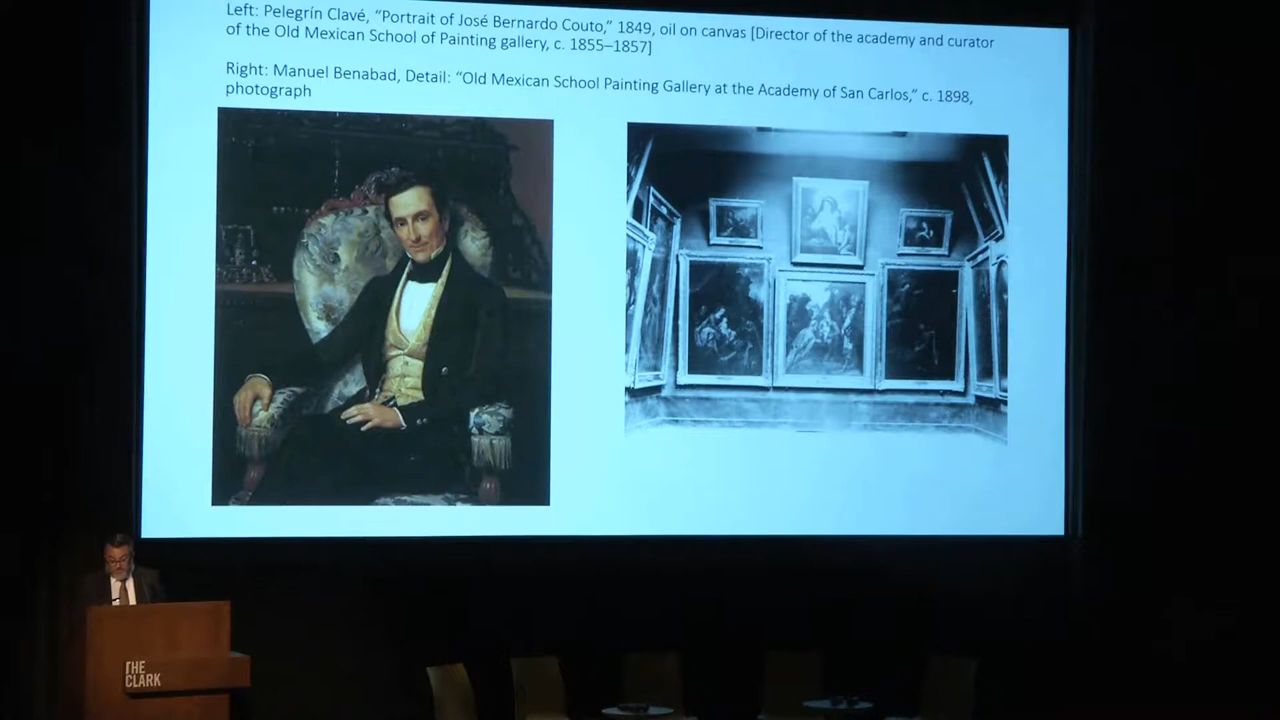 Left: Pelegrín Clavé, “Portrait of José Bernardo Couto,” 1849, oil on canvas [Director of the academy and curator
of the Old Mexican School of Painting gallery, c. 1855–1857]
Right: Manuel Benabad, Detail: “Old Mexican School Painting Gallery at the Academy of San Carlos,” c. 1898,
photograph
THE
CLARK